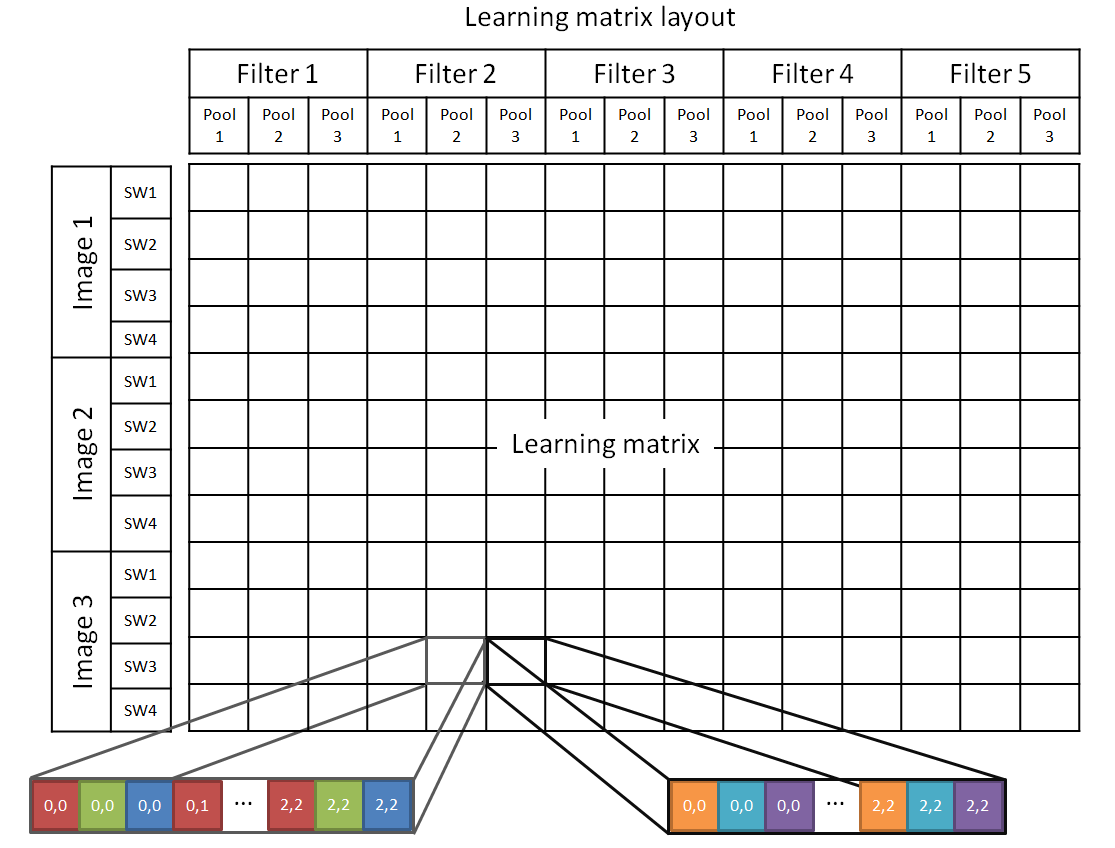 Learning matrix layout
Filter 1 Filter 2 Filter 3 Filter 4 Filter 5
Pool 1 Pool 2 Pool 3 Pool 1 Pool 2 Pool 3 Pool 1 Pool 2 Pool 3 Pool 1 Pool 2 Pool 3 Pool 1 Pool 2 Pool 3
Image 1
SW1
SW2
SW3
SW4
Image 2
SW1
SW2
SW3
SW4
Learning matrix
Image 3
SW1
SW2
SW3
SW4
0,0 0,0 0,0 0,1 ... 2,2 2,2 2,2
0,0 0,0 0,0 ... 2,2 2,2 2,2